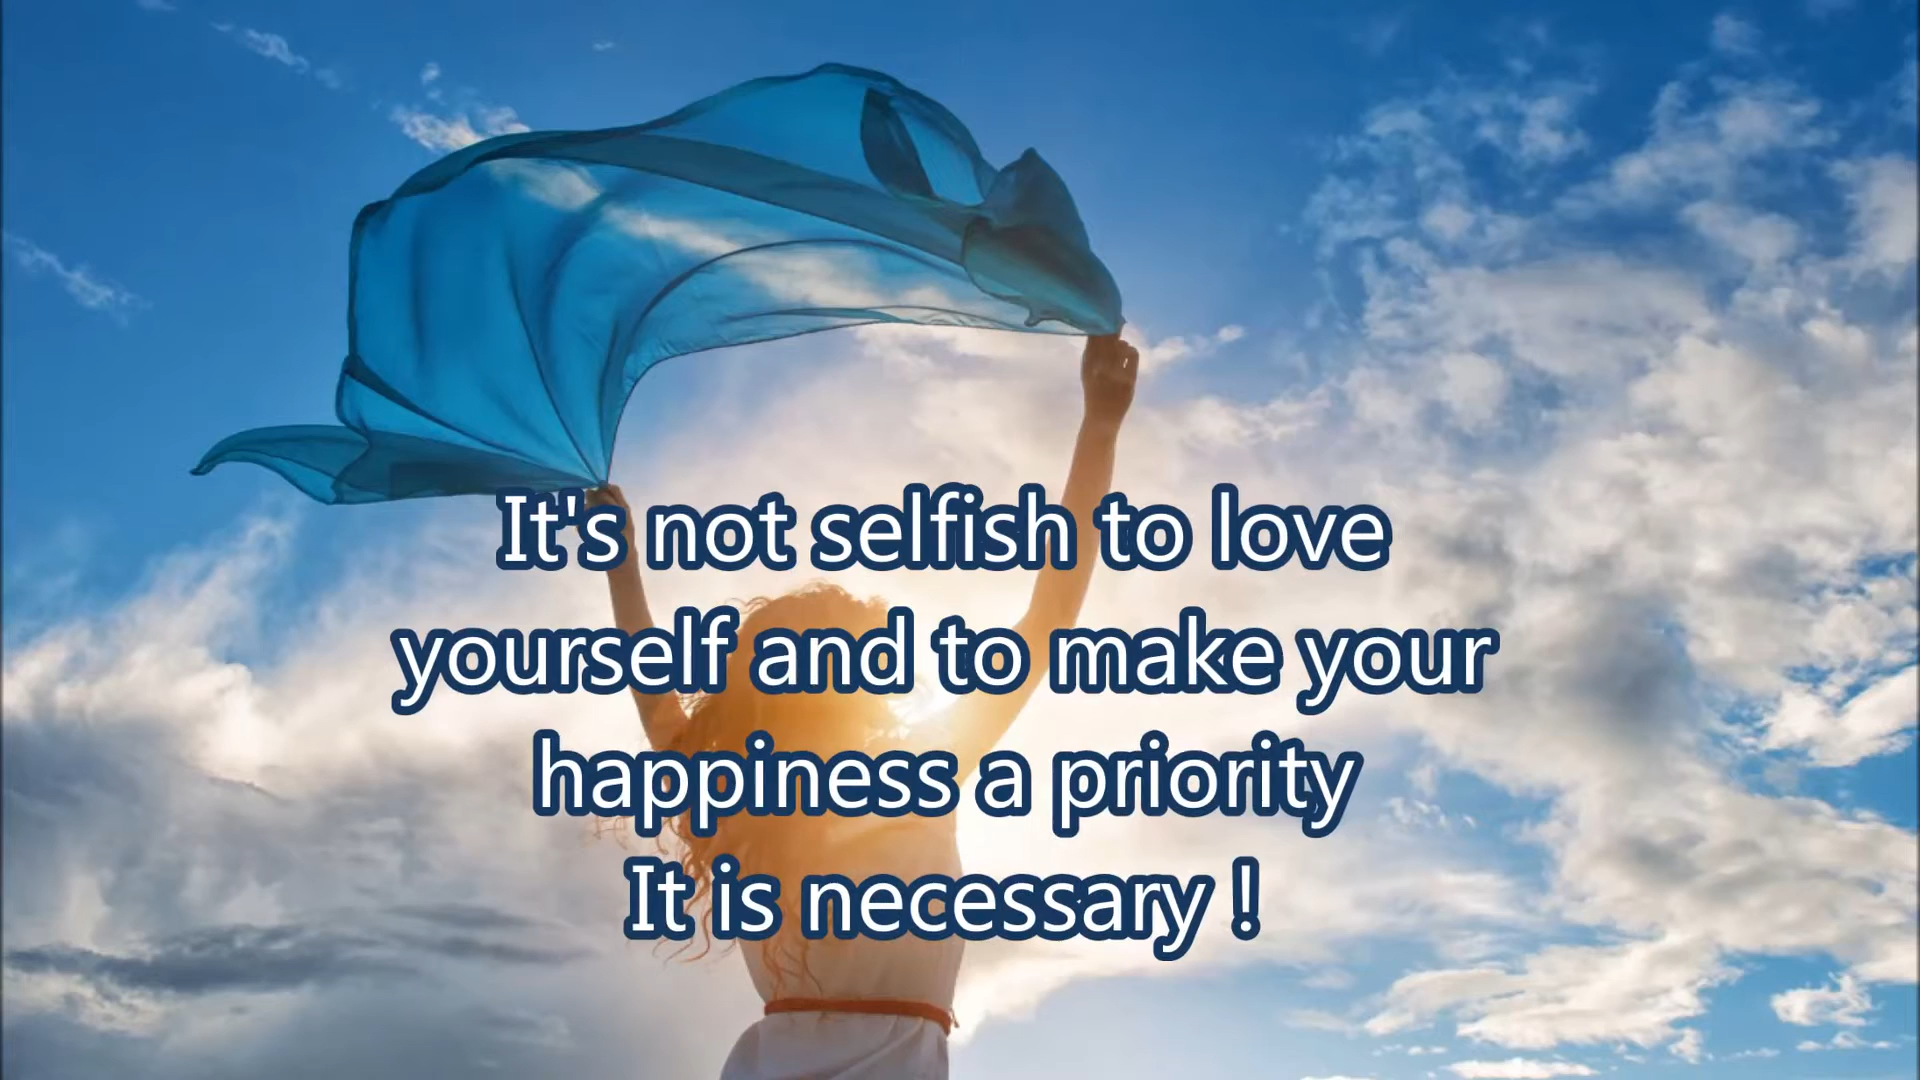 It's not selfish to love
yourself and to make your
happiness a priority
It is necessary !